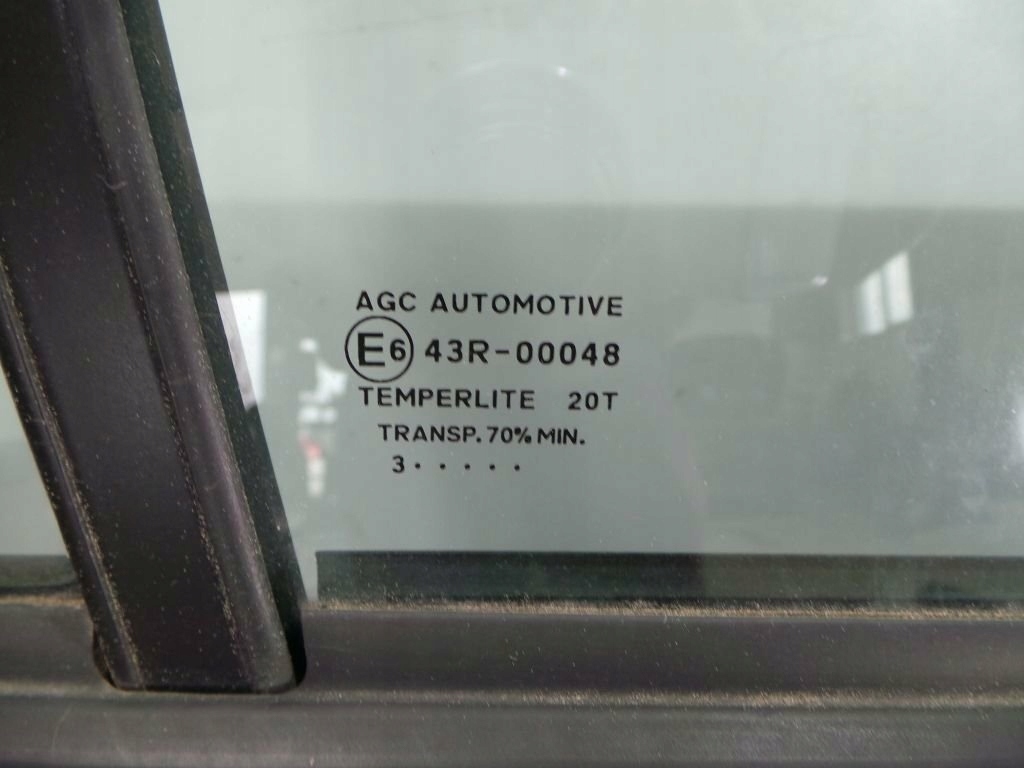 AGC AUTOMOTIVE
E6 43R-00048
TEMPERLITE 20T
TRANSP. 70% MIN.
3 · · · · ·